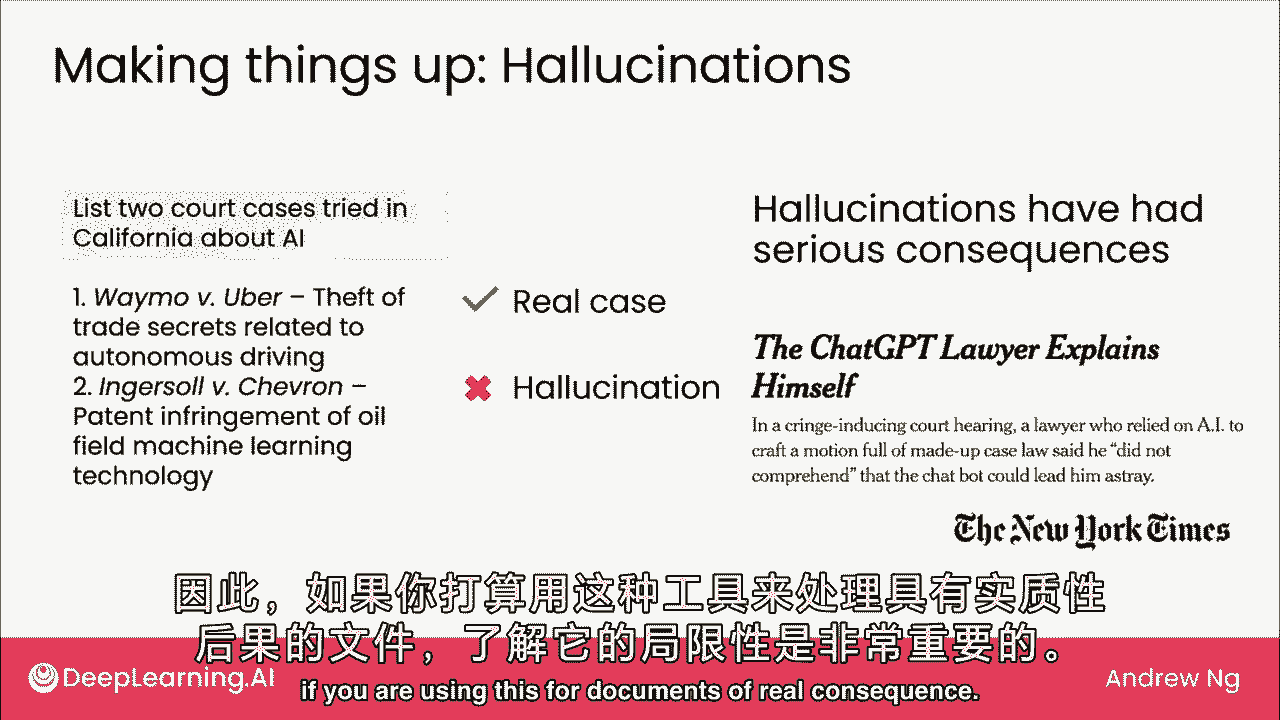 Making things up: Hallucinations
List two court cases tried in
California about AI
1. Waymo v. Uber – Theft of
trade secrets related to
autonomous driving
2. Ingersoll v. Chevron –
Patent infringement of oil
field machine learning
technology
Real case
Hallucination
Hallucinations have had
serious consequences
The ChatGPT Lawyer Explains
Himself
In a cringe-inducing court hearing, a lawyer who relied on A.I. to
craft a motion full of made-up case law said he “did not
comprehend” that the chat bot could lead him astray.
The New York Times
因此，如果你打算用这种工具来处理具有实质性
后果的文件，了解它的局限性是非常重要的。
DeepLearning.AI
if you are using this for documents of real consequence.
Andrew Ng